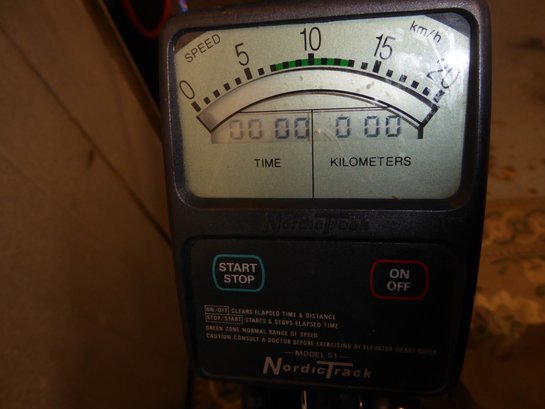 SPEED
km/h
0 5 10 15 20
00 00 0 00
TIME KILOMETERS
NordicTrack
START
STOP
ON
OFF
ON/OFF CLEARS ELAPSED TIME & DISTANCE
STOP/START STARTS & STOPS ELAPSED TIME
GREEN ZONE NORMAL RANGE OF SPEED
CAUTION CONSULT A DOCTOR BEFORE EXERCISING AT ELEVATED HEART RATES
—MODEL S1—
NordicTrack